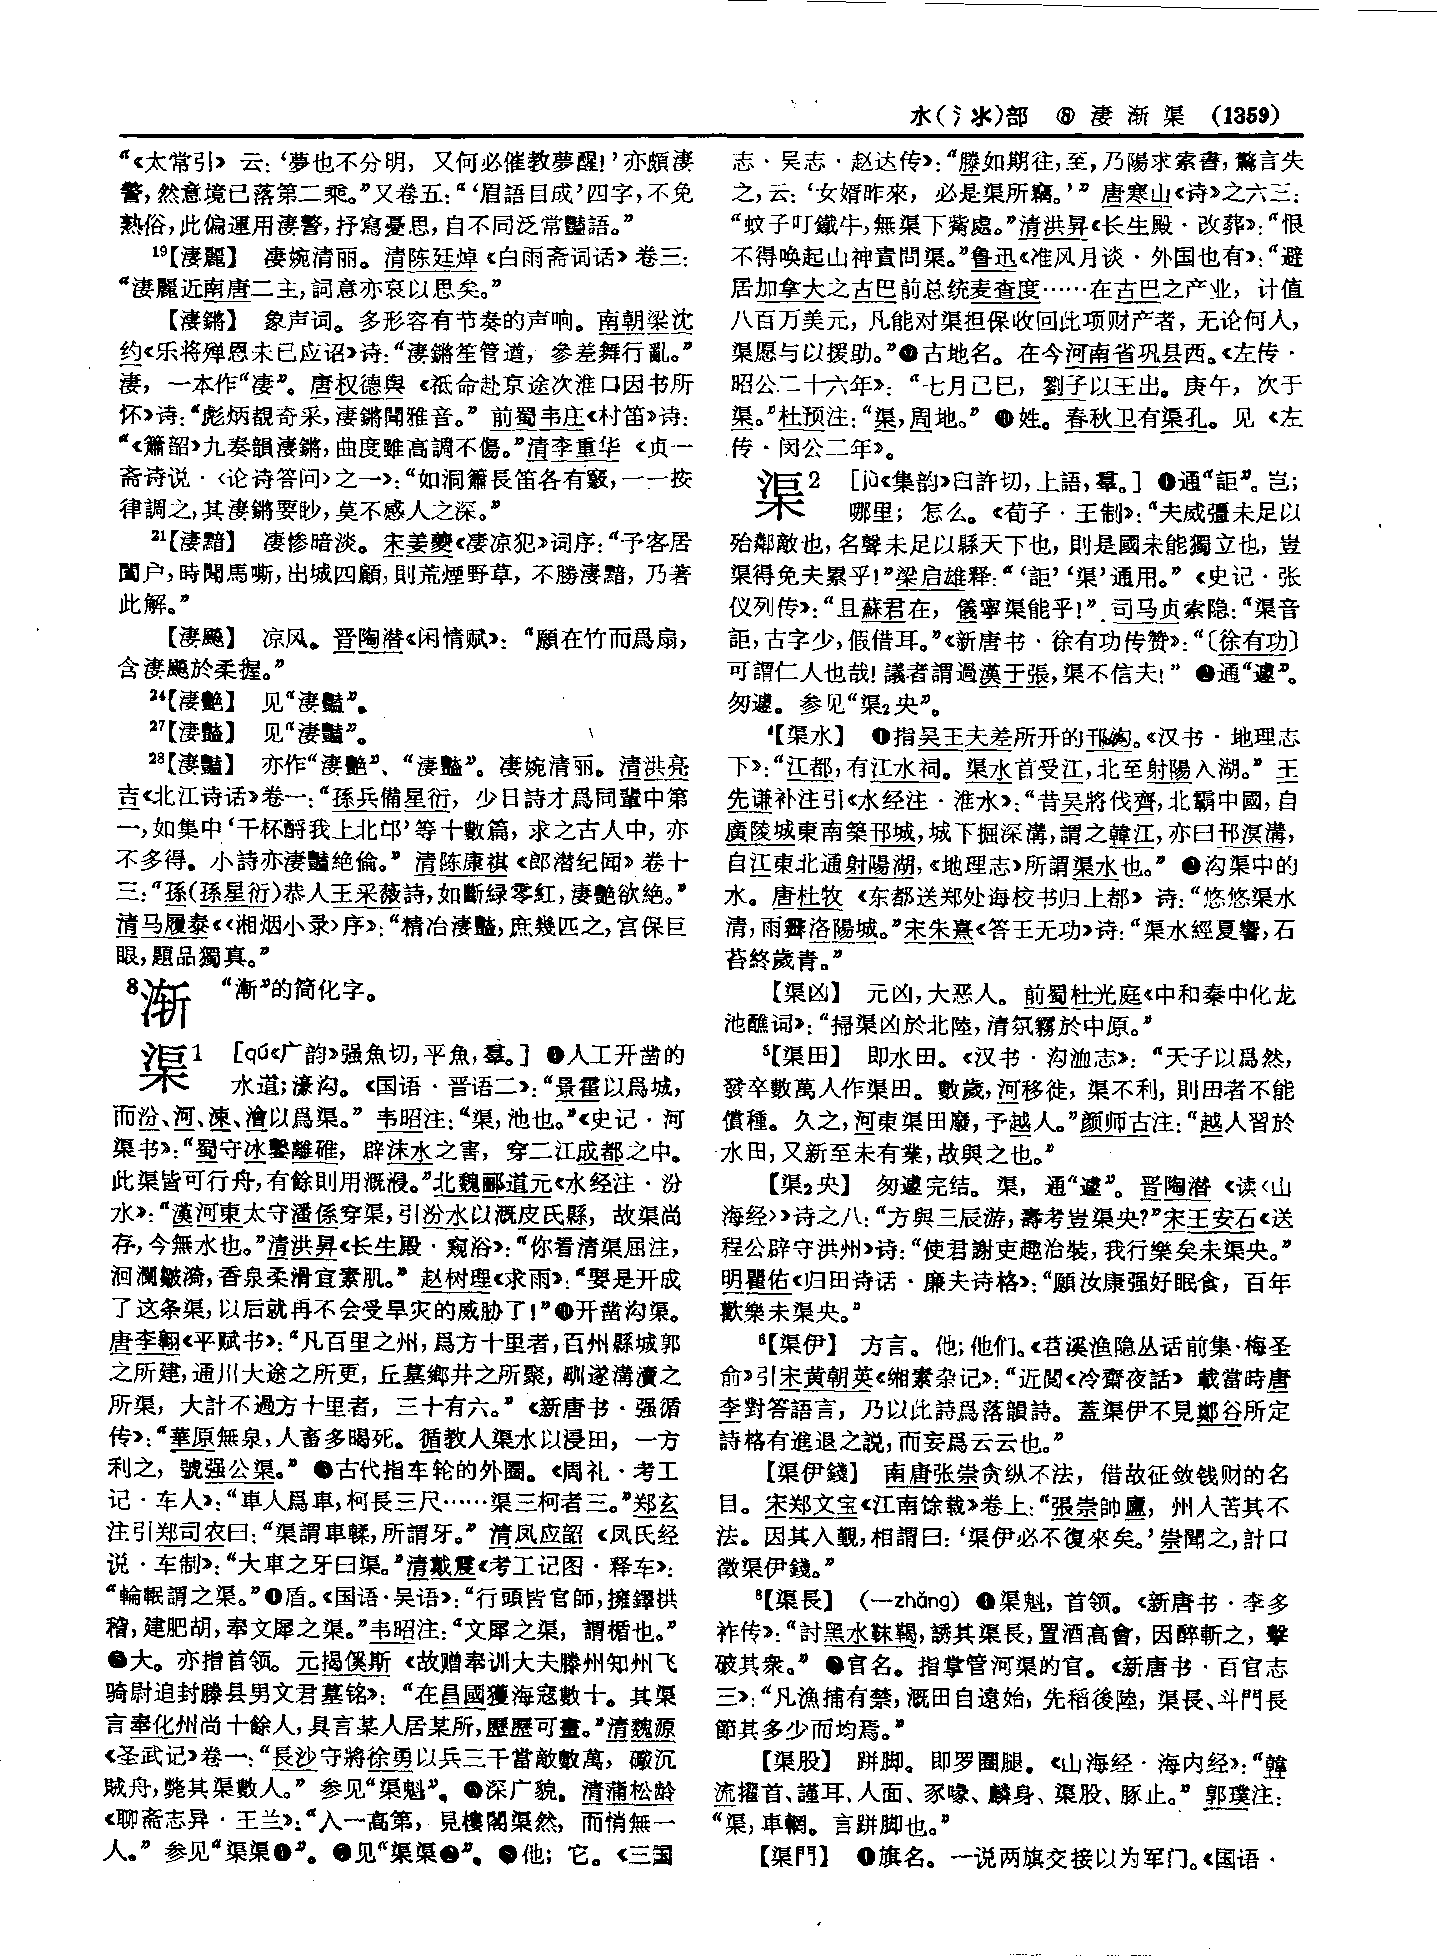 水(氵氺)部 ⑧ 淒 渐 渠 (1359)
“《太常引》云：‘夢也不分明，又何必催教夢醒！’亦頗淒
警，然意境已落第二乘。”又卷五：“‘眉語目成’四字，不免
熟俗，此偏運用淒警，抒寫憂思，自不同泛常豔語。”
19【淒麗】 凄婉清丽。清陈廷焯《白雨斋词话》卷三：
“淒麗近南唐二主，詞意亦哀以思矣。”
【淒鏘】 象声词。多形容有节奏的声响。南朝梁沈
约《乐将殚恩未已应诏》诗：“淒鏘笙管遒，參差舞行亂。”
淒，一本作“凄”。唐权德舆《祗命赴京途次淮口因书所
怀》诗：“彪炳覩奇采，淒鏘聞雅音。”前蜀韦庄《村笛》诗：
“《簫韶》九奏韻淒鏘，曲度雖高調不傷。”清李重华《贞一
斋诗说·〈论诗答问〉之一》：“如洞簫長笛各有竅，一一按
律調之，其淒鏘要眇，莫不感人之深。”
21【淒黯】 凄惨暗淡。宋姜夔《凄凉犯》词序：“予客居
闔户，時聞馬嘶，出城四顧，則荒煙野草，不勝淒黯，乃著
此解。”
【淒飈】 凉风。晋陶潜《闲情赋》：“願在竹而爲扇，
含淒飈於柔握。”
24【淒艷】 见“淒豔”。
27【淒豓】 见“淒豔”。
28【淒豔】 亦作“淒艷”、“淒豓”。凄婉清丽。清洪亮
吉《北江诗话》卷一：“孫兵備星衍，少日詩才爲同輩中第
一，如集中‘千杯酹我上北邙’等十數篇，求之古人中，亦
不多得。小詩亦淒豔絶倫。”清陈康祺《郎潜纪闻》卷十
三：“孫（孫星衍）恭人王采薇詩，如斷緑零紅，淒艷欲絶。”
清马履泰《〈湘烟小录〉序》：“精冶淒豔，庶幾匹之，宫保巨
眼，題品獨真。”
8渐 “漸”的简化字。
渠1 ［qú《广韵》强魚切，平魚，羣。］❶人工开凿的
水道；濠沟。《国语·晋语二》：“景霍以爲城，
而汾、河、涑、澮以爲渠。”韦昭注：“渠，池也。”《史记·河
渠书》：“蜀守冰鑿離碓，辟沫水之害，穿二江成都之中。
此渠皆可行舟，有餘則用溉浸。”北魏郦道元《水经注·汾
水》：“漢河東太守潘係穿渠，引汾水以溉皮氏縣，故渠尚
存，今無水也。”清洪昇《长生殿·窥浴》：“你看清渠屈注，
洄瀾皺漪，香泉柔滑宜素肌。”赵树理《求雨》：“要是开成
了这条渠，以后就再不会受旱灾的威胁了！”❷开凿沟渠。
唐李翱《平赋书》：“凡百里之州，爲方十里者，百州縣城郭
之所建，通川大途之所更，丘墓鄉井之所聚，甽遂溝瀆之
所渠，大計不過方十里者，三十有六。”《新唐书·强循
传》：“華原無泉，人畜多暍死。循教人渠水以浸田，一方
利之，號强公渠。”❸古代指车轮的外圈。《周礼·考工
记·车人》：“車人爲車，柯長三尺……渠三柯者三。”郑玄
注引郑司农曰：“渠謂車輮，所謂牙。”清凤应韶《凤氏经
说·车制》：“大車之牙曰渠。”清戴震《考工记图·释车》：
“輪輞謂之渠。”❹盾。《国语·吴语》：“行頭皆官師，擁鐸拱
稽，建肥胡，奉文犀之渠。”韦昭注：“文犀之渠，謂楯也。”
❺大。亦指首领。元揭傒斯《故赠奉训大夫滕州知州飞
骑尉追封滕县男文君墓铭》：“在昌國獲海寇數十。其渠
言奉化州尚十餘人，具言某人居某所，歷歷可畫。”清魏源
《圣武记》卷一：“長沙守將徐勇以兵三千當敵數萬，礮沉
賊舟，斃其渠數人。”参见“渠魁”。❻深广貌。清蒲松龄
《聊斋志异·王兰》：“入一高第，見樓閣渠然，而悄無一
人。”参见“渠渠❶”。❼见“渠渠❷”。❽他；它。《三国
志·吴志·赵达传》：“滕如期往，至，乃陽求索書，驚言失
之，云：‘女婿昨來，必是渠所竊。’”唐寒山《诗》之六三：
“蚊子叮鐵牛，無渠下觜處。”清洪昇《长生殿·改葬》：“恨
不得唤起山神責問渠。”鲁迅《准风月谈·外国也有》：“避
居加拿大之古巴前总统麦查度……在古巴之产业，计值
八百万美元，凡能对渠担保收回此项财产者，无论何人，
渠愿与以援助。”❾古地名。在今河南省巩县西。《左传·
昭公二十六年》：“七月己巳，劉子以王出。庚午，次于
渠。”杜预注：“渠，周地。”❿姓。春秋卫有渠孔。见《左
传·闵公二年》。
渠2 ［jù《集韵》臼許切，上語，羣。］❶通“詎”。岂；
哪里；怎么。《荀子·王制》：“夫威彊未足以
殆鄰敵也，名聲未足以縣天下也，則是國未能獨立也，豈
渠得免夫累乎！”梁启雄释：“‘詎’‘渠’通用。”《史记·张
仪列传》：“且蘇君在，儀寧渠能乎！”司马贞索隐：“渠音
詎，古字少，假借耳。”《新唐书·徐有功传赞》：“〔徐有功〕
可謂仁人也哉！議者謂過漢于張，渠不信夫！”❷通“遽”。
匆遽。参见“渠2央”。
4【渠水】 ❶指吴王夫差所开的邗沟。《汉书·地理志
下》：“江都，有江水祠。渠水首受江，北至射陽入湖。”王
先谦补注引《水经注·淮水》：“昔吴將伐齊，北霸中國，自
廣陵城東南築邗城，城下掘深溝，謂之韓江，亦曰邗溟溝，
自江東北通射陽湖，《地理志》所謂渠水也。”❷沟渠中的
水。唐杜牧《东都送郑处诲校书归上都》诗：“悠悠渠水
清，雨霽洛陽城。”宋朱熹《答王无功》诗：“渠水經夏響，石
苔終歲青。”
【渠凶】 元凶，大恶人。前蜀杜光庭《中和秦中化龙
池醮词》：“掃渠凶於北陸，清氛霧於中原。”
5【渠田】 即水田。《汉书·沟洫志》：“天子以爲然，
發卒數萬人作渠田。數歲，河移徙，渠不利，則田者不能
償種。久之，河東渠田廢，予越人。”颜师古注：“越人習於
水田，又新至未有業，故與之也。”
【渠2央】 匆遽完结。渠，通“遽”。晋陶潜《读〈山
海经〉》诗之八：“方與三辰游，壽考豈渠央？”宋王安石《送
程公辟守洪州》诗：“使君謝吏趣治裝，我行樂矣未渠央。”
明瞿佑《归田诗话·廉夫诗格》：“願汝康强好眠食，百年
歡樂未渠央。”
6【渠伊】 方言。他；他们。《苕溪渔隐丛话前集·梅圣
俞》引宋黄朝英《缃素杂记》：“近閲《冷齋夜話》載當時唐
李對答語言，乃以此詩爲落韻詩。蓋渠伊不見鄭谷所定
詩格有進退之説，而妄爲云云也。”
【渠伊錢】 南唐张崇贪纵不法，借故征敛钱财的名
目。宋郑文宝《江南馀载》卷上：“張崇帥廬，州人苦其不
法。因其入覲，相謂曰：‘渠伊必不復來矣。’崇聞之，計口
徵渠伊錢。”
8【渠長】 （—zhǎng）❶渠魁，首领。《新唐书·李多
祚传》：“討黑水靺鞨，誘其渠長，置酒高會，因醉斬之，擊
破其衆。”❷官名。指掌管河渠的官。《新唐书·百官志
三》：“凡漁捕有禁，溉田自遠始，先稻後陸，渠長、斗門長
節其多少而均焉。”
【渠股】 跰脚。即罗圈腿。《山海经·海内经》：“韓
流擢首、謹耳、人面、豕喙、麟身、渠股、豚止。”郭璞注：
“渠，車輞。言跰脚也。”
【渠門】 ❶旗名。一说两旗交接以为军门。《国语·